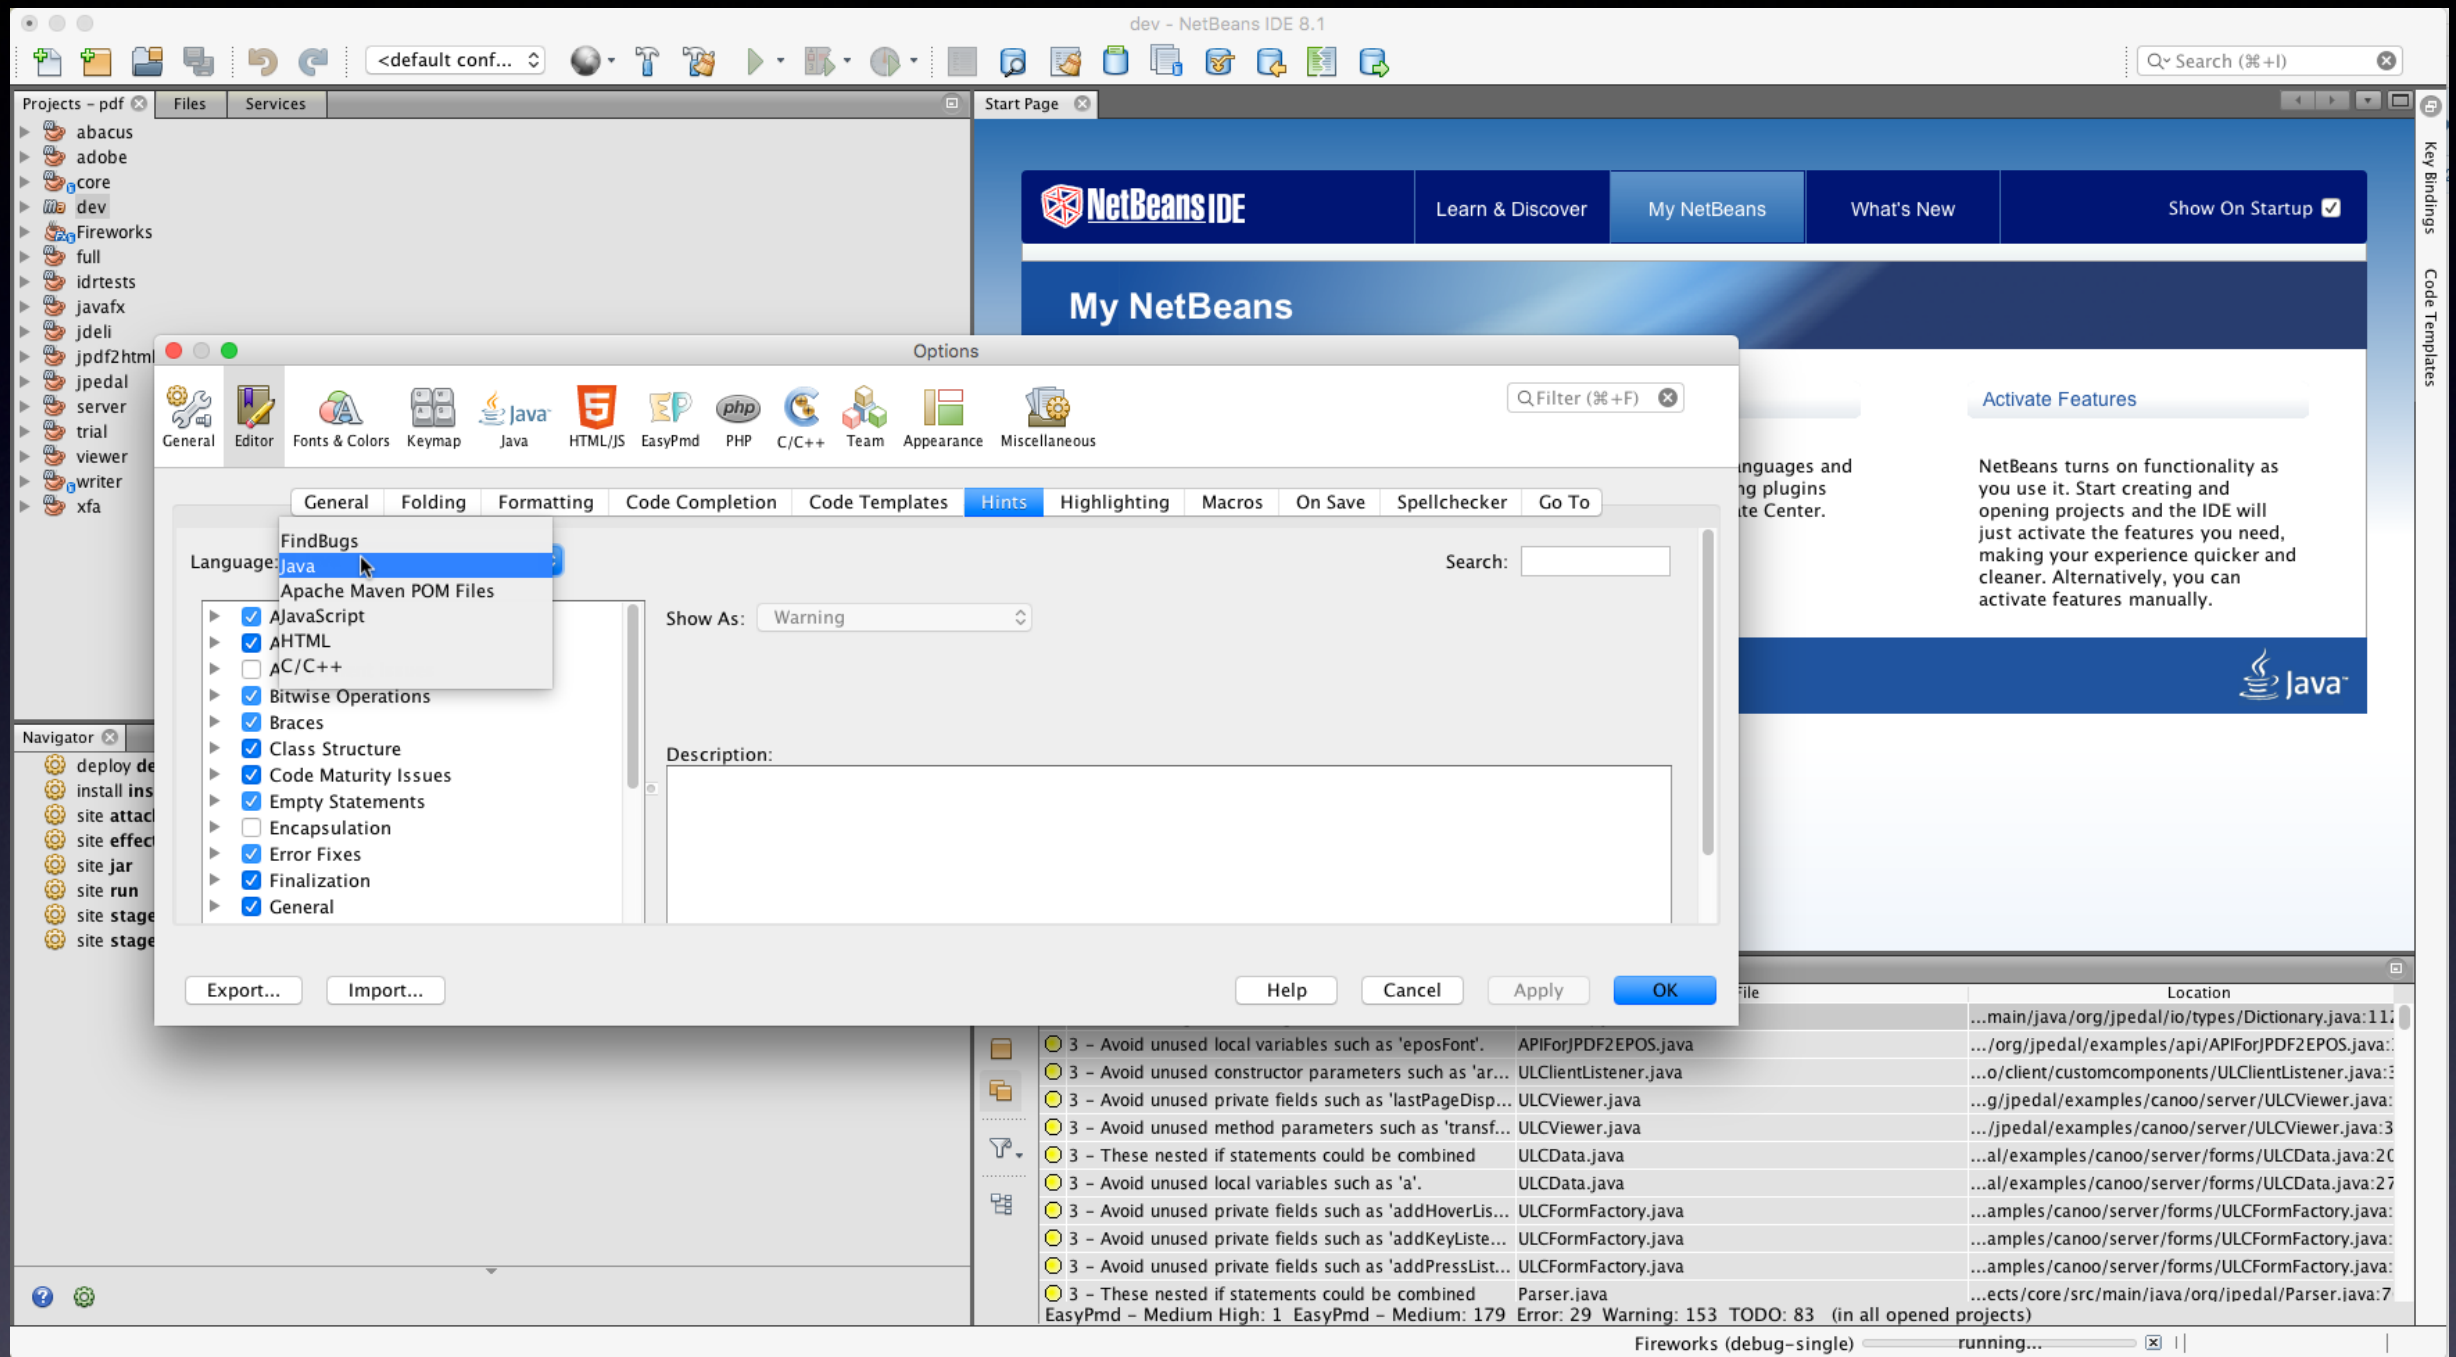 dev - NetBeans IDE 8.1
<default conf...
Search (⌘+I)
Projects – pdf
Files
Services
Start Page
abacus
adobe
core
dev
Fireworks
full
idrtests
javafx
jdeli
jpdf2html
jpedal
server
trial
viewer
writer
xfa
NetBeans IDE
Learn & Discover
My NetBeans
What's New
Show On Startup
My NetBeans
Activate Features
NetBeans turns on functionality as
you use it. Start creating and
opening projects and the IDE will
just activate the features you need,
making your experience quicker and
cleaner. Alternatively, you can
activate features manually.
Java
Key Bindings
Code Templates
Options
General
Editor
Fonts & Colors
Keymap
Java
Java
HTML/JS
EasyPmd
php
PHP
C/C++
Team
Appearance
Miscellaneous
Filter (⌘+F)
General
Folding
Formatting
Code Completion
Code Templates
Hints
Highlighting
Macros
On Save
Spellchecker
Go To
Language:
FindBugs
Java
Apache Maven POM Files
JavaScript
HTML
C/C++
Search:
Bitwise Operations
Braces
Class Structure
Code Maturity Issues
Empty Statements
Encapsulation
Error Fixes
Finalization
General
Show As:
Warning
Description:
Export...
Import...
Help
Cancel
Apply
OK
Navigator
deploy
install
site
site
site jar
site run
site
site
Location
...main/java/org/jpedal/io/types/Dictionary.java:112
3 – Avoid unused local variables such as 'eposFont'. APIForJPDF2EPOS.java .../org/jpedal/examples/api/APIForJPDF2EPOS.java:
3 – Avoid unused constructor parameters such as 'ar... ULClientListener.java ...o/client/customcomponents/ULClientListener.java:3
3 – Avoid unused private fields such as 'lastPageDisp... ULCViewer.java ...g/jpedal/examples/canoo/server/ULCViewer.java:
3 – Avoid unused method parameters such as 'transf... ULCViewer.java .../jpedal/examples/canoo/server/ULCViewer.java:3
3 – These nested if statements could be combined ULCData.java ...al/examples/canoo/server/forms/ULCData.java:20
3 – Avoid unused local variables such as 'a'. ULCData.java ...al/examples/canoo/server/forms/ULCData.java:27
3 – Avoid unused private fields such as 'addHoverLis... ULCFormFactory.java ...amples/canoo/server/forms/ULCFormFactory.java:
3 – Avoid unused private fields such as 'addKeyListe... ULCFormFactory.java ...amples/canoo/server/forms/ULCFormFactory.java:
3 – Avoid unused private fields such as 'addPressList... ULCFormFactory.java ...amples/canoo/server/forms/ULCFormFactory.java:
3 – These nested if statements could be combined Parser.java ...ects/core/src/main/java/org/jpedal/Parser.java:7
EasyPmd – Medium High: 1 EasyPmd – Medium: 179 Error: 29 Warning: 153 TODO: 83 (in all opened projects)
Fireworks (debug-single)
running...